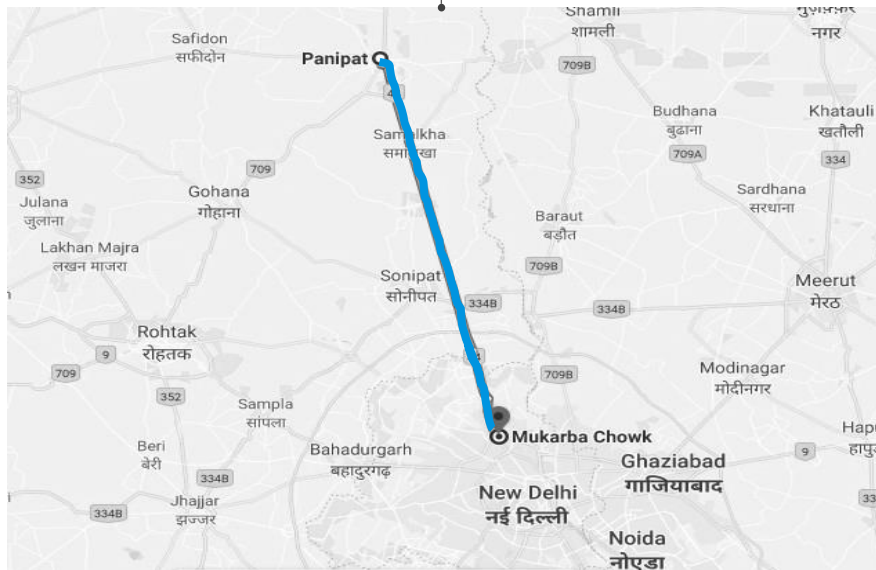 Shamli
शामली
नगर
Safidon
सफीदोन
Panipat
709B
Budhana
बुढाना
Khatauli
खतौली
709A
334
709
352
Julana
जुलाना
Gohana
गोहाना
Sardhana
सरधाना
Baraut
बड़ौत
Lakhan Majra
लखन माजरा
709B
Sonipat
सोनीपत
334B
334B
Meerut
मेरठ
Rohtak
रोहतक
9
709
352
709B
Modinagar
मोदीनगर
Sampla
सांपला
Mukarba Chowk
Beri
बेरी
Bahadurgarh
बहादुरगढ़
334B
9
Ghaziabad
गाजियाबाद
New Delhi
नई दिल्ली
334B
Jhajjar
झज्जर
Noida
नोएडा